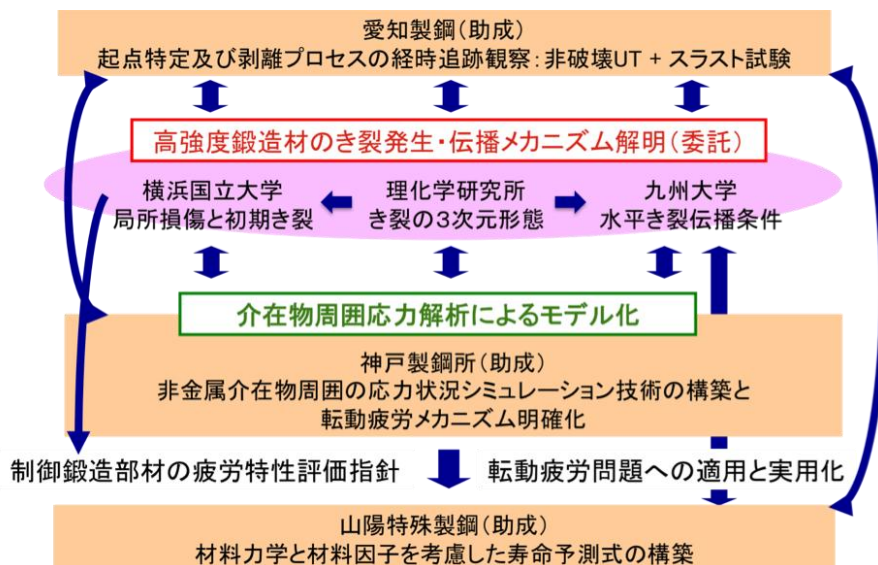 愛知製鋼(助成)
起点特定及び剥離プロセスの経時追跡観察:非破壊UT + スラスト試験
高強度鍛造材のき裂発生・伝播メカニズム解明(委託)
横浜国立大学
局所損傷と初期き裂
理化学研究所
き裂の3次元形態
九州大学
水平き裂伝播条件
介在物周囲応力解析によるモデル化
神戸製鋼所(助成)
非金属介在物周囲の応力状況シミュレーション技術の構築と
転動疲労メカニズム明確化
制御鍛造部材の疲労特性評価指針
転動疲労問題への適用と実用化
山陽特殊製鋼(助成)
材料力学と材料因子を考慮した寿命予測式の構築